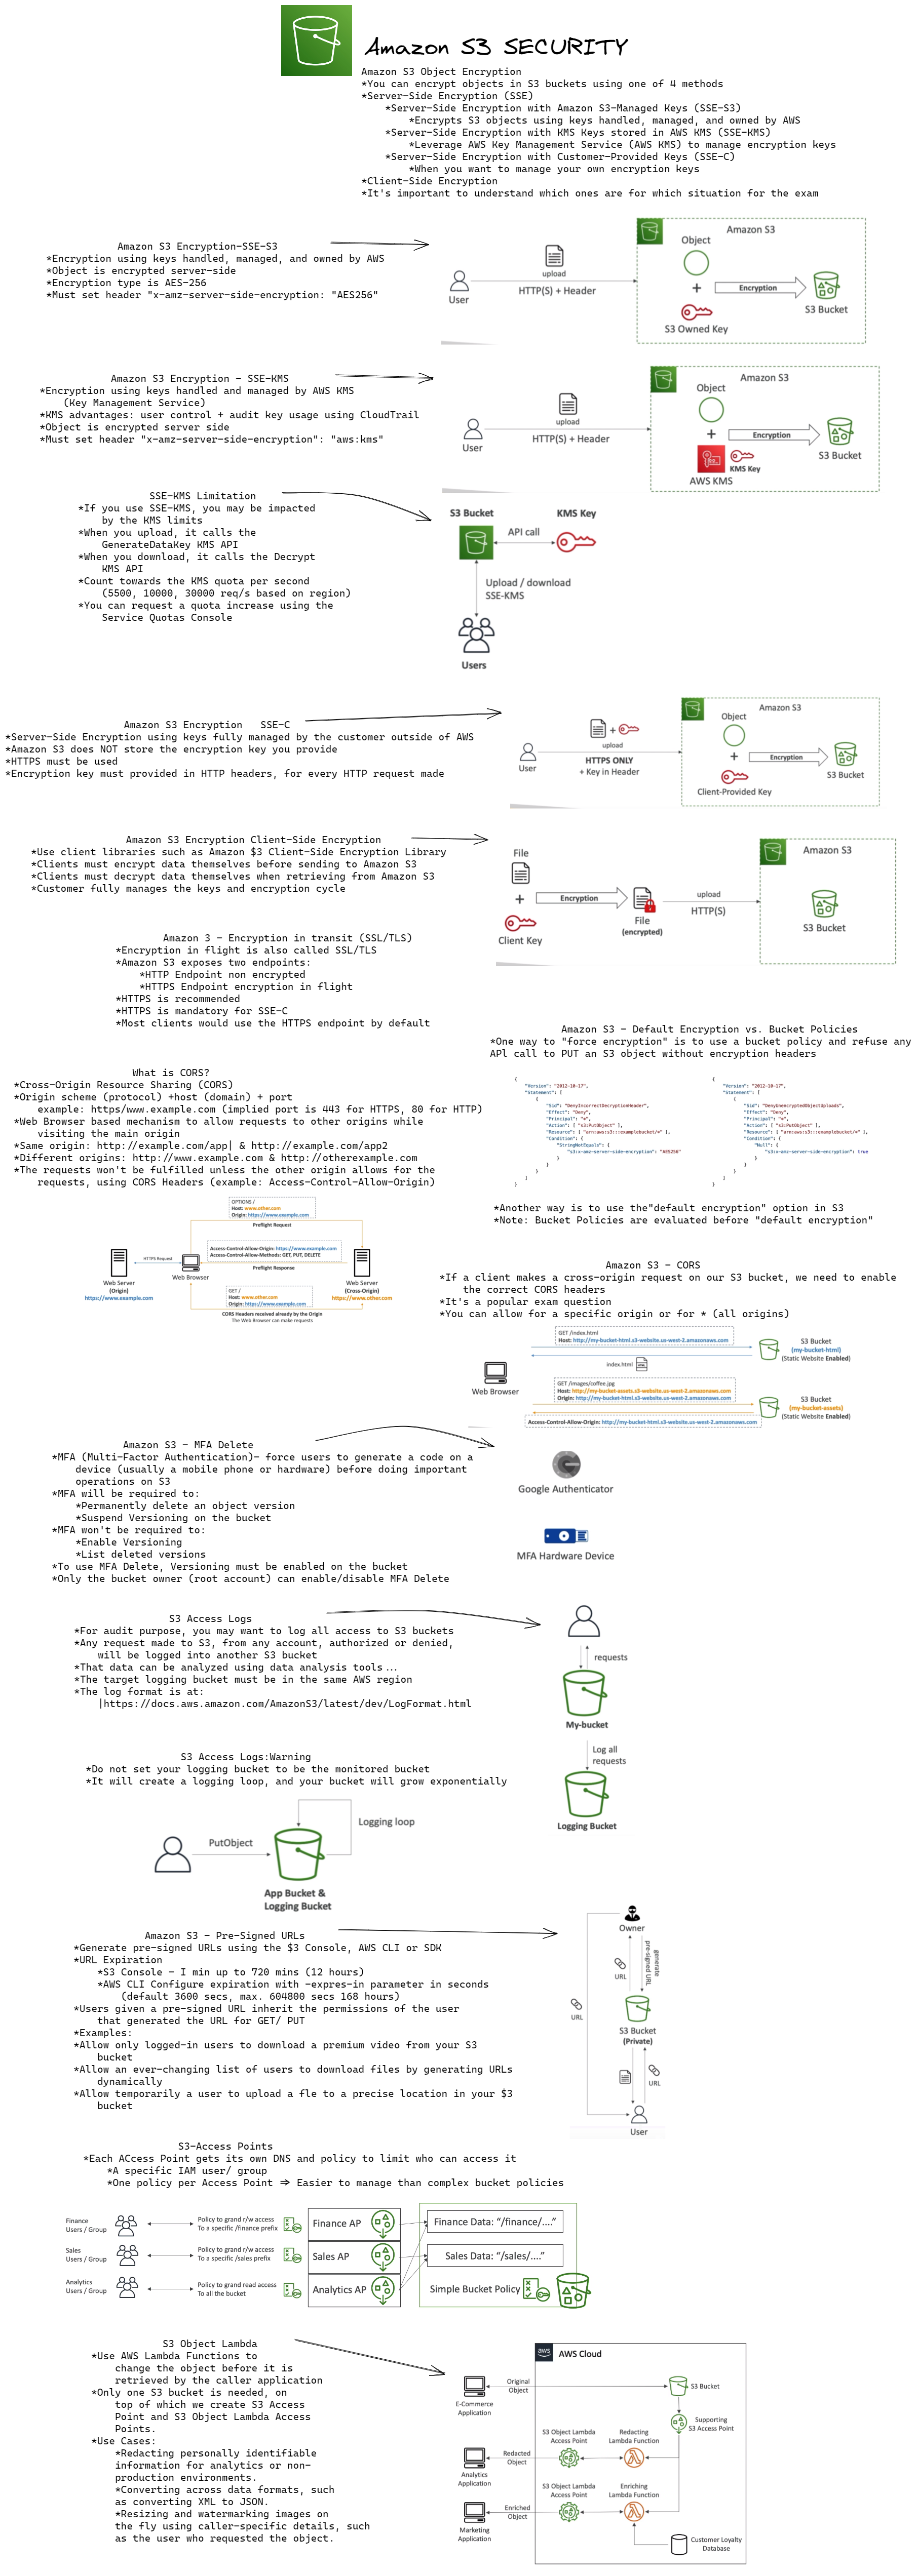 Amazon S3 SECURITY
Amazon S3 Object Encryption
*You can encrypt objects in S3 buckets using one of 4 methods
*Server-Side Encryption (SSE)
*Server-Side Encryption with Amazon S3-Managed Keys (SSE-S3)
*Encrypts S3 objects using keys handled, managed, and owned by AWS
*Server-Side Encryption with KMS Keys stored in AWS KMS (SSE-KMS)
*Leverage AWS Key Management Service (AWS KMS) to manage encryption keys
*Server-Side Encryption with Customer-Provided Keys (SSE-C)
*When you want to manage your own encryption keys
*Client-Side Encryption
*It's important to understand which ones are for which situation for the exam
Amazon S3 Encryption-SSE-S3
*Encryption using keys handled, managed, and owned by AWS
*Object is encrypted server-side
*Encryption type is AES-256
*Must set header "x-amz-server-side-encryption: "AES256"
User
upload
HTTP(S) + Header
Amazon S3
Object
+
S3 Owned Key
Encryption
S3 Bucket
Amazon S3 Encryption - SSE-KMS
*Encryption using keys handled and managed by AWS KMS
(Key Management Service)
*KMS advantages: user control + audit key usage using CloudTrail
*Object is encrypted server side
*Must set header "x-amz-server-side-encryption": "aws:kms"
User
upload
HTTP(S) + Header
Amazon S3
Object
+
KMS Key
AWS KMS
Encryption
S3 Bucket
SSE-KMS Limitation
*If you use SSE-KMS, you may be impacted
by the KMS limits
*When you upload, it calls the
GenerateDataKey KMS API
*When you download, it calls the Decrypt
KMS API
*Count towards the KMS quota per second
(5500, 10000, 30000 req/s based on region)
*You can request a quota increase using the
Service Quotas Console
S3 Bucket
KMS Key
API call
Upload / download
SSE-KMS
Users
Amazon S3 Encryption   SSE-C
*Server-Side Encryption using keys fully managed by the customer outside of AWS
*Amazon S3 does NOT store the encryption key you provide
*HTTPS must be used
*Encryption key must provided in HTTP headers, for every HTTP request made
User
+
upload
HTTPS ONLY
+ Key in Header
Amazon S3
Object
+
Client-Provided Key
Encryption
S3 Bucket
Amazon S3 Encryption Client-Side Encryption
*Use client libraries such as Amazon $3 Client-Side Encryption Library
*Clients must encrypt data themselves before sending to Amazon S3
*Clients must decrypt data themselves when retrieving from Amazon S3
*Customer fully manages the keys and encryption cycle
File
+
Client Key
Encryption
File
(encrypted)
upload
HTTP(S)
Amazon S3
S3 Bucket
Amazon 3 - Encryption in transit (SSL/TLS)
*Encryption in flight is also called SSL/TLS
*Amazon S3 exposes two endpoints:
*HTTP Endpoint non encrypted
*HTTPS Endpoint encryption in flight
*HTTPS is recommended
*HTTPS is mandatory for SSE-C
*Most clients would use the HTTPS endpoint by default
Amazon S3 - Default Encryption vs. Bucket Policies
*One way to "force encryption" is to use a bucket policy and refuse any
APl call to PUT an S3 object without encryption headers
{
"Version": "2012-10-17",
"Statement": [
{
"Sid": "DenyIncorrectEncryptionHeader",
"Effect": "Deny",
"Principal": "*",
"Action": [ "s3:PutObject" ],
"Resource": [ "arn:aws:s3:::examplebucket/*" ],
"Condition": {
"StringNotEquals": {
"s3:x-amz-server-side-encryption": "AES256"
}
}
}
]
}
{
"Version": "2012-10-17",
"Statement": [
{
"Sid": "DenyUnencryptedObjectUploads",
"Effect": "Deny",
"Principal": "*",
"Action": [ "s3:PutObject" ],
"Resource": [ "arn:aws:s3:::examplebucket/*" ],
"Condition": {
"Null": {
"s3:x-amz-server-side-encryption": true
}
}
}
]
}
*Another way is to use the"default encryption" option in S3
*Note: Bucket Policies are evaluated before "default encryption"
What is CORS?
*Cross-Origin Resource Sharing (CORS)
*Origin scheme (protocol) +host (domain) + port
example: https/www.example.com (implied port is 443 for HTTPS, 80 for HTTP)
*Web Browser based mechanism to allow requests to other origins while
visiting the main origin
*Same origin: http://example.com/app| & http://example.com/app2
*Different origins: http://www.example.com & http://otherexample.com
*The requests won't be fulfilled unless the other origin allows for the
requests, using CORS Headers (example: Access-Control-Allow-Origin)
OPTIONS /
Host: www.other.com
Origin: https://www.example.com
Preflight Request
HTTPS Request
Access-Control-Allow-Origin: https://www.example.com
Access-Control-Allow-Methods: GET, PUT, DELETE
Preflight Response
Web Server
(Origin)
https://www.example.com
Web Browser
Web Server
(Cross-Origin)
https://www.other.com
GET /
Host: www.other.com
Origin: https://www.example.com
CORS Headers received already by the Origin
The Web Browser can make requests
Amazon S3 - CORS
*If a client makes a cross-origin request on our S3 bucket, we need to enable
the correct CORS headers
*It's a popular exam question
*You can allow for a specific origin or for * (all origins)
GET /index.html
Host: http://my-bucket-html.s3-website.us-west-2.amazonaws.com
index.html
S3 Bucket
(my-bucket-html)
(Static Website Enabled)
Web Browser
GET /images/coffee.jpg
Host: http://my-bucket-assets.s3-website.us-west-2.amazonaws.com
Origin: http://my-bucket-html.s3-website.us-west-2.amazonaws.com
Access-Control-Allow-Origin: http://my-bucket-html.s3-website.us-west-2.amazonaws.com
S3 Bucket
(my-bucket-assets)
(Static Website Enabled)
Amazon S3 - MFA Delete
*MFA (Multi-Factor Authentication)- force users to generate a code on a
device (usually a mobile phone or hardware) before doing important
operations on S3
*MFA will be required to:
*Permanently delete an object version
*Suspend Versioning on the bucket
*MFA won't be required to:
*Enable Versioning
*List deleted versions
*To use MFA Delete, Versioning must be enabled on the bucket
*Only the bucket owner (root account) can enable/disable MFA Delete
Google Authenticator
MFA Hardware Device
S3 Access Logs
*For audit purpose, you may want to log all access to S3 buckets
*Any request made to S3, from any account, authorized or denied,
will be logged into another S3 bucket
*That data can be analyzed using data analysis tools...
*The target logging bucket must be in the same AWS region
*The log format is at:
|https://docs.aws.amazon.com/AmazonS3/latest/dev/LogFormat.html
requests
My-bucket
Log all
requests
Logging Bucket
S3 Access Logs:Warning
*Do not set your logging bucket to be the monitored bucket
*It will create a logging loop, and your bucket will grow exponentially
PutObject
Logging loop
App Bucket &
Logging Bucket
Amazon S3 - Pre-Signed URLs
*Generate pre-signed URLs using the $3 Console, AWS CLI or SDK
*URL Expiration
*S3 Console - I min up to 720 mins (12 hours)
*AWS CLI Configure expiration with -expres-in parameter in seconds
(default 3600 secs, max. 604800 secs 168 hours)
*Users given a pre-signed URL inherit the permissions of the user
that generated the URL for GET/ PUT
*Examples:
*Allow only logged-in users to download a premium video from your S3
bucket
*Allow an ever-changing list of users to download files by generating URLs
dynamically
*Allow temporarily a user to upload a fle to a precise location in your $3
bucket
Owner
generate
pre-signed URL
URL
URL
S3 Bucket
(Private)
URL
User
S3-Access Points
*Each ACcess Point gets its own DNS and policy to limit who can access it
*A specific IAM user/ group
*One policy per Access Point => Easier to manage than complex bucket policies
Finance
Users / Group
Policy to grand r/w access
To a specific /finance prefix
Finance AP
Finance Data: "/finance/...."
Sales
Users / Group
Policy to grand r/w access
To a specific /sales prefix
Sales AP
Sales Data: "/sales/...."
Analytics
Users / Group
Policy to grand read access
To all the bucket
Analytics AP
Simple Bucket Policy
S3 Object Lambda
*Use AWS Lambda Functions to
change the object before it is
retrieved by the caller application
*Only one S3 bucket is needed, on
top of which we create S3 Access
Point and S3 Object Lambda Access
Points.
*Use Cases:
*Redacting personally identifiable
information for analytics or non-
production environments.
*Converting across data formats, such
as converting XML to JSON.
*Resizing and watermarking images on
the fly using caller-specific details, such
as the user who requested the object.
aws
AWS Cloud
E-Commerce
Application
Original
Object
S3 Bucket
Supporting
S3 Access Point
S3 Object Lambda
Access Point
Redacting
Lambda Function
Analytics
Application
Redacted
Object
S3 Object Lambda
Access Point
Enriching
Lambda Function
Marketing
Application
Enriched
Object
Customer Loyalty
Database